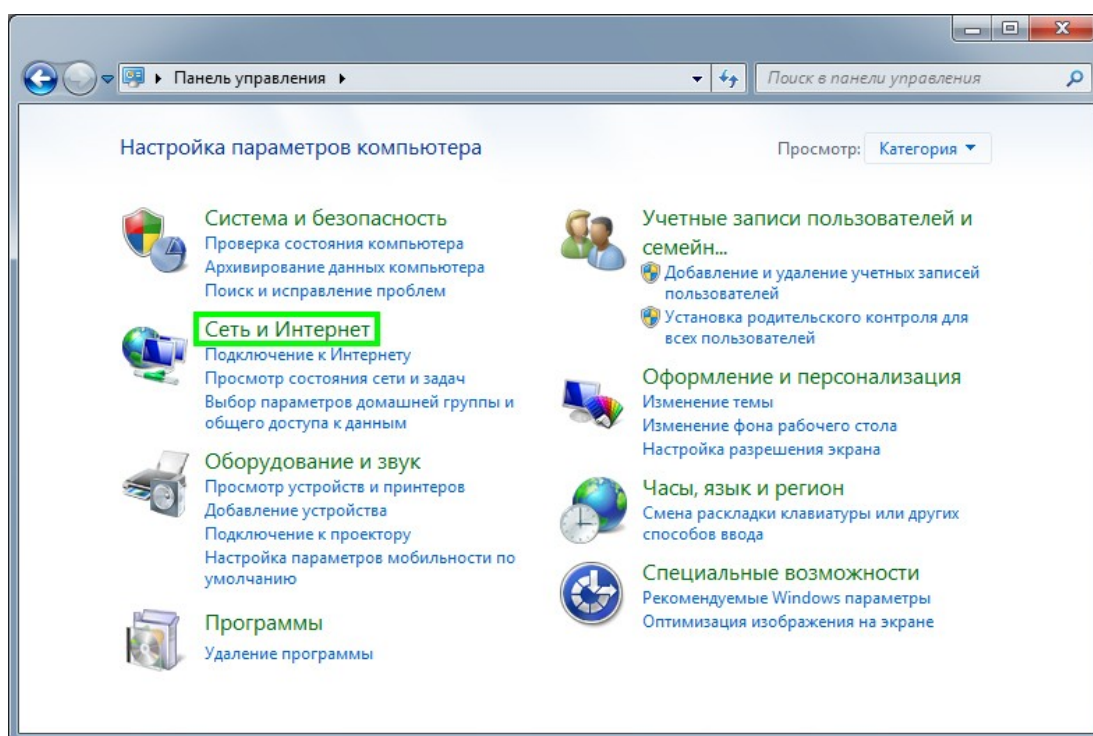 Панель управления
Поиск в панели управления
Настройка параметров компьютера
Просмотр: Категория
Система и безопасность
Проверка состояния компьютера
Архивирование данных компьютера
Поиск и исправление проблем
Сеть и Интернет
Подключение к Интернету
Просмотр состояния сети и задач
Выбор параметров домашней группы и
общего доступа к данным
Оборудование и звук
Просмотр устройств и принтеров
Добавление устройства
Подключение к проектору
Настройка параметров мобильности по
умолчанию
Программы
Удаление программы
Учетные записи пользователей и
семейн...
Добавление и удаление учетных записей
пользователей
Установка родительского контроля для
всех пользователей
Оформление и персонализация
Изменение темы
Изменение фона рабочего стола
Настройка разрешения экрана
Часы, язык и регион
Смена раскладки клавиатуры или других
способов ввода
Специальные возможности
Рекомендуемые Windows параметры
Оптимизация изображения на экране